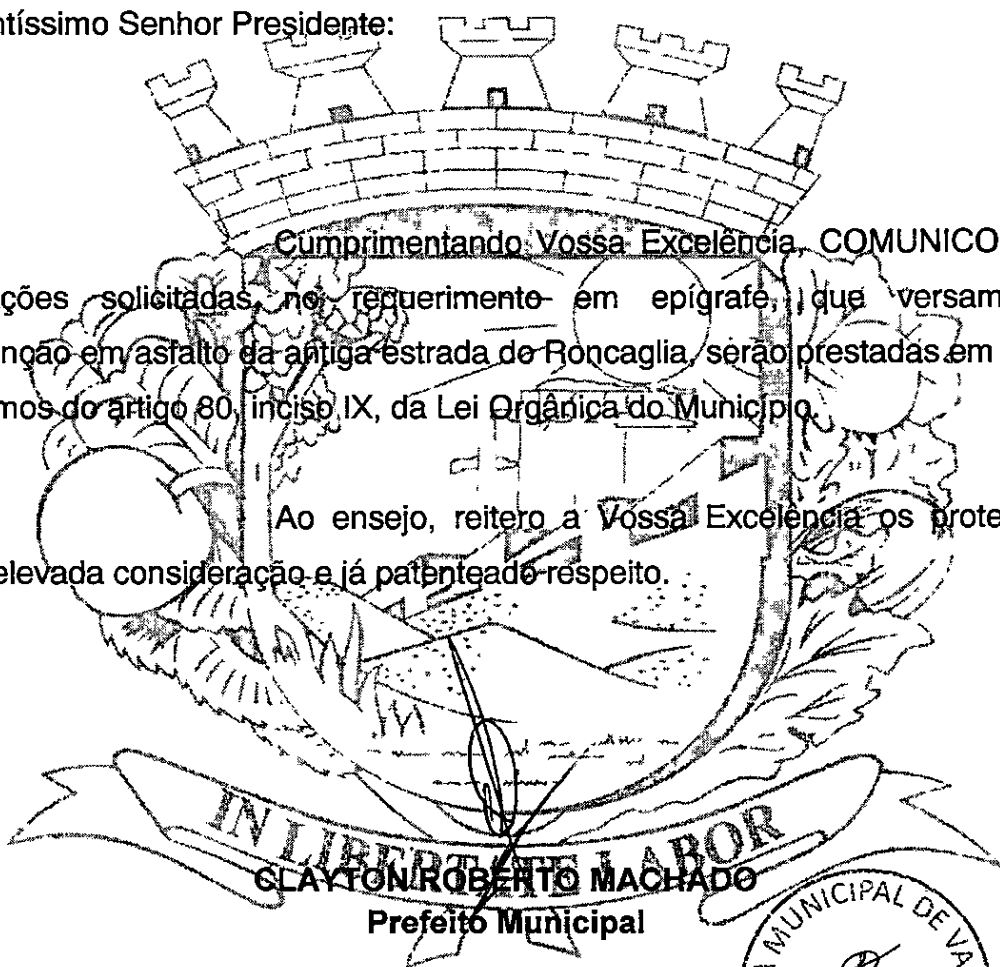 ntíssimo Senhor Presidente:
Cumprimentando Vossa Excelência, COMUNICO
ções solicitadas no requerimento em epígrafe, que versam
nção em asfalto da antiga estrada do Roncaglia, serão prestadas em
mos do artigo 80, inciso IX, da Lei Orgânica do Município.
Ao ensejo, reitero a Vossa Excelência os prote
elevada consideração e já patenteado respeito.
IN LIBERTATE LABOR
CLAYTON ROBERTO MACHADO
Prefeito Municipal
MUNICIPAL DE VA